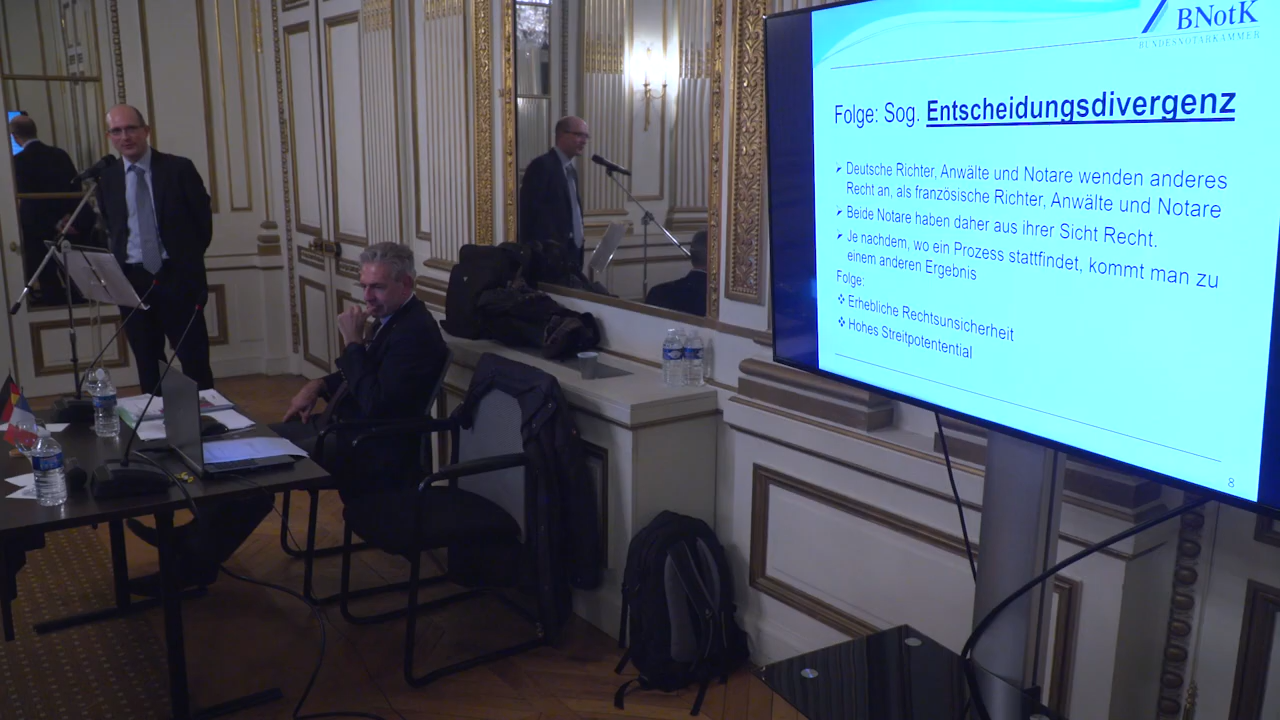 BNotK
BUNDESNOTARKAMMER
Folge: Sog. Entscheidungsdivergenz
Deutsche Richter, Anwälte und Notare wenden anderes
Recht an, als französische Richter, Anwälte und Notare
Beide Notare haben daher aus ihrer Sicht Recht.
Je nachdem, wo ein Prozess stattfindet, kommt man zu
einem anderen Ergebnis
Folge:
Erhebliche Rechtsunsicherheit
Hohes Streitpotentential
8